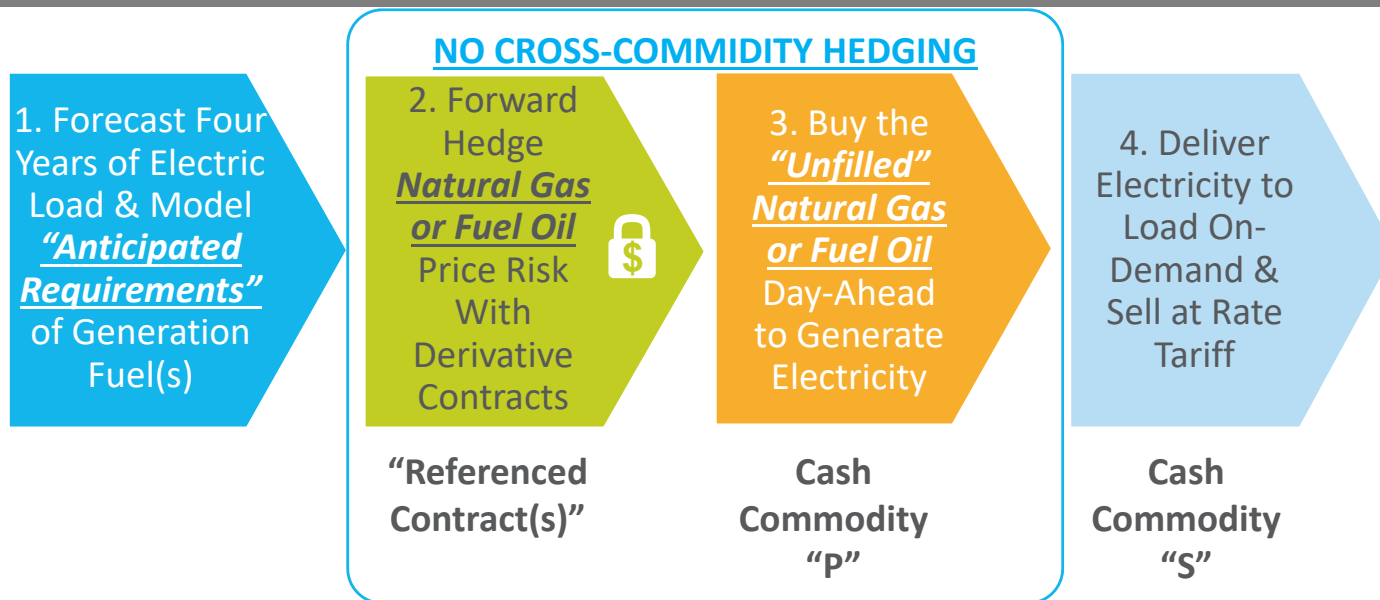 NO CROSS-COMMIDITY HEDGING
1. Forecast Four
Years of Electric
Load & Model
“Anticipated
Requirements”
of Generation
Fuel(s)
2. Forward
Hedge
Natural Gas
or Fuel Oil
Price Risk
With
Derivative
Contracts
$
“Referenced
Contract(s)”
3. Buy the
“Unfilled”
Natural Gas
or Fuel Oil
Day-Ahead
to Generate
Electricity
Cash
Commodity
“P”
4. Deliver
Electricity to
Load On-
Demand &
Sell at Rate
Tariff
Cash
Commodity
“S”